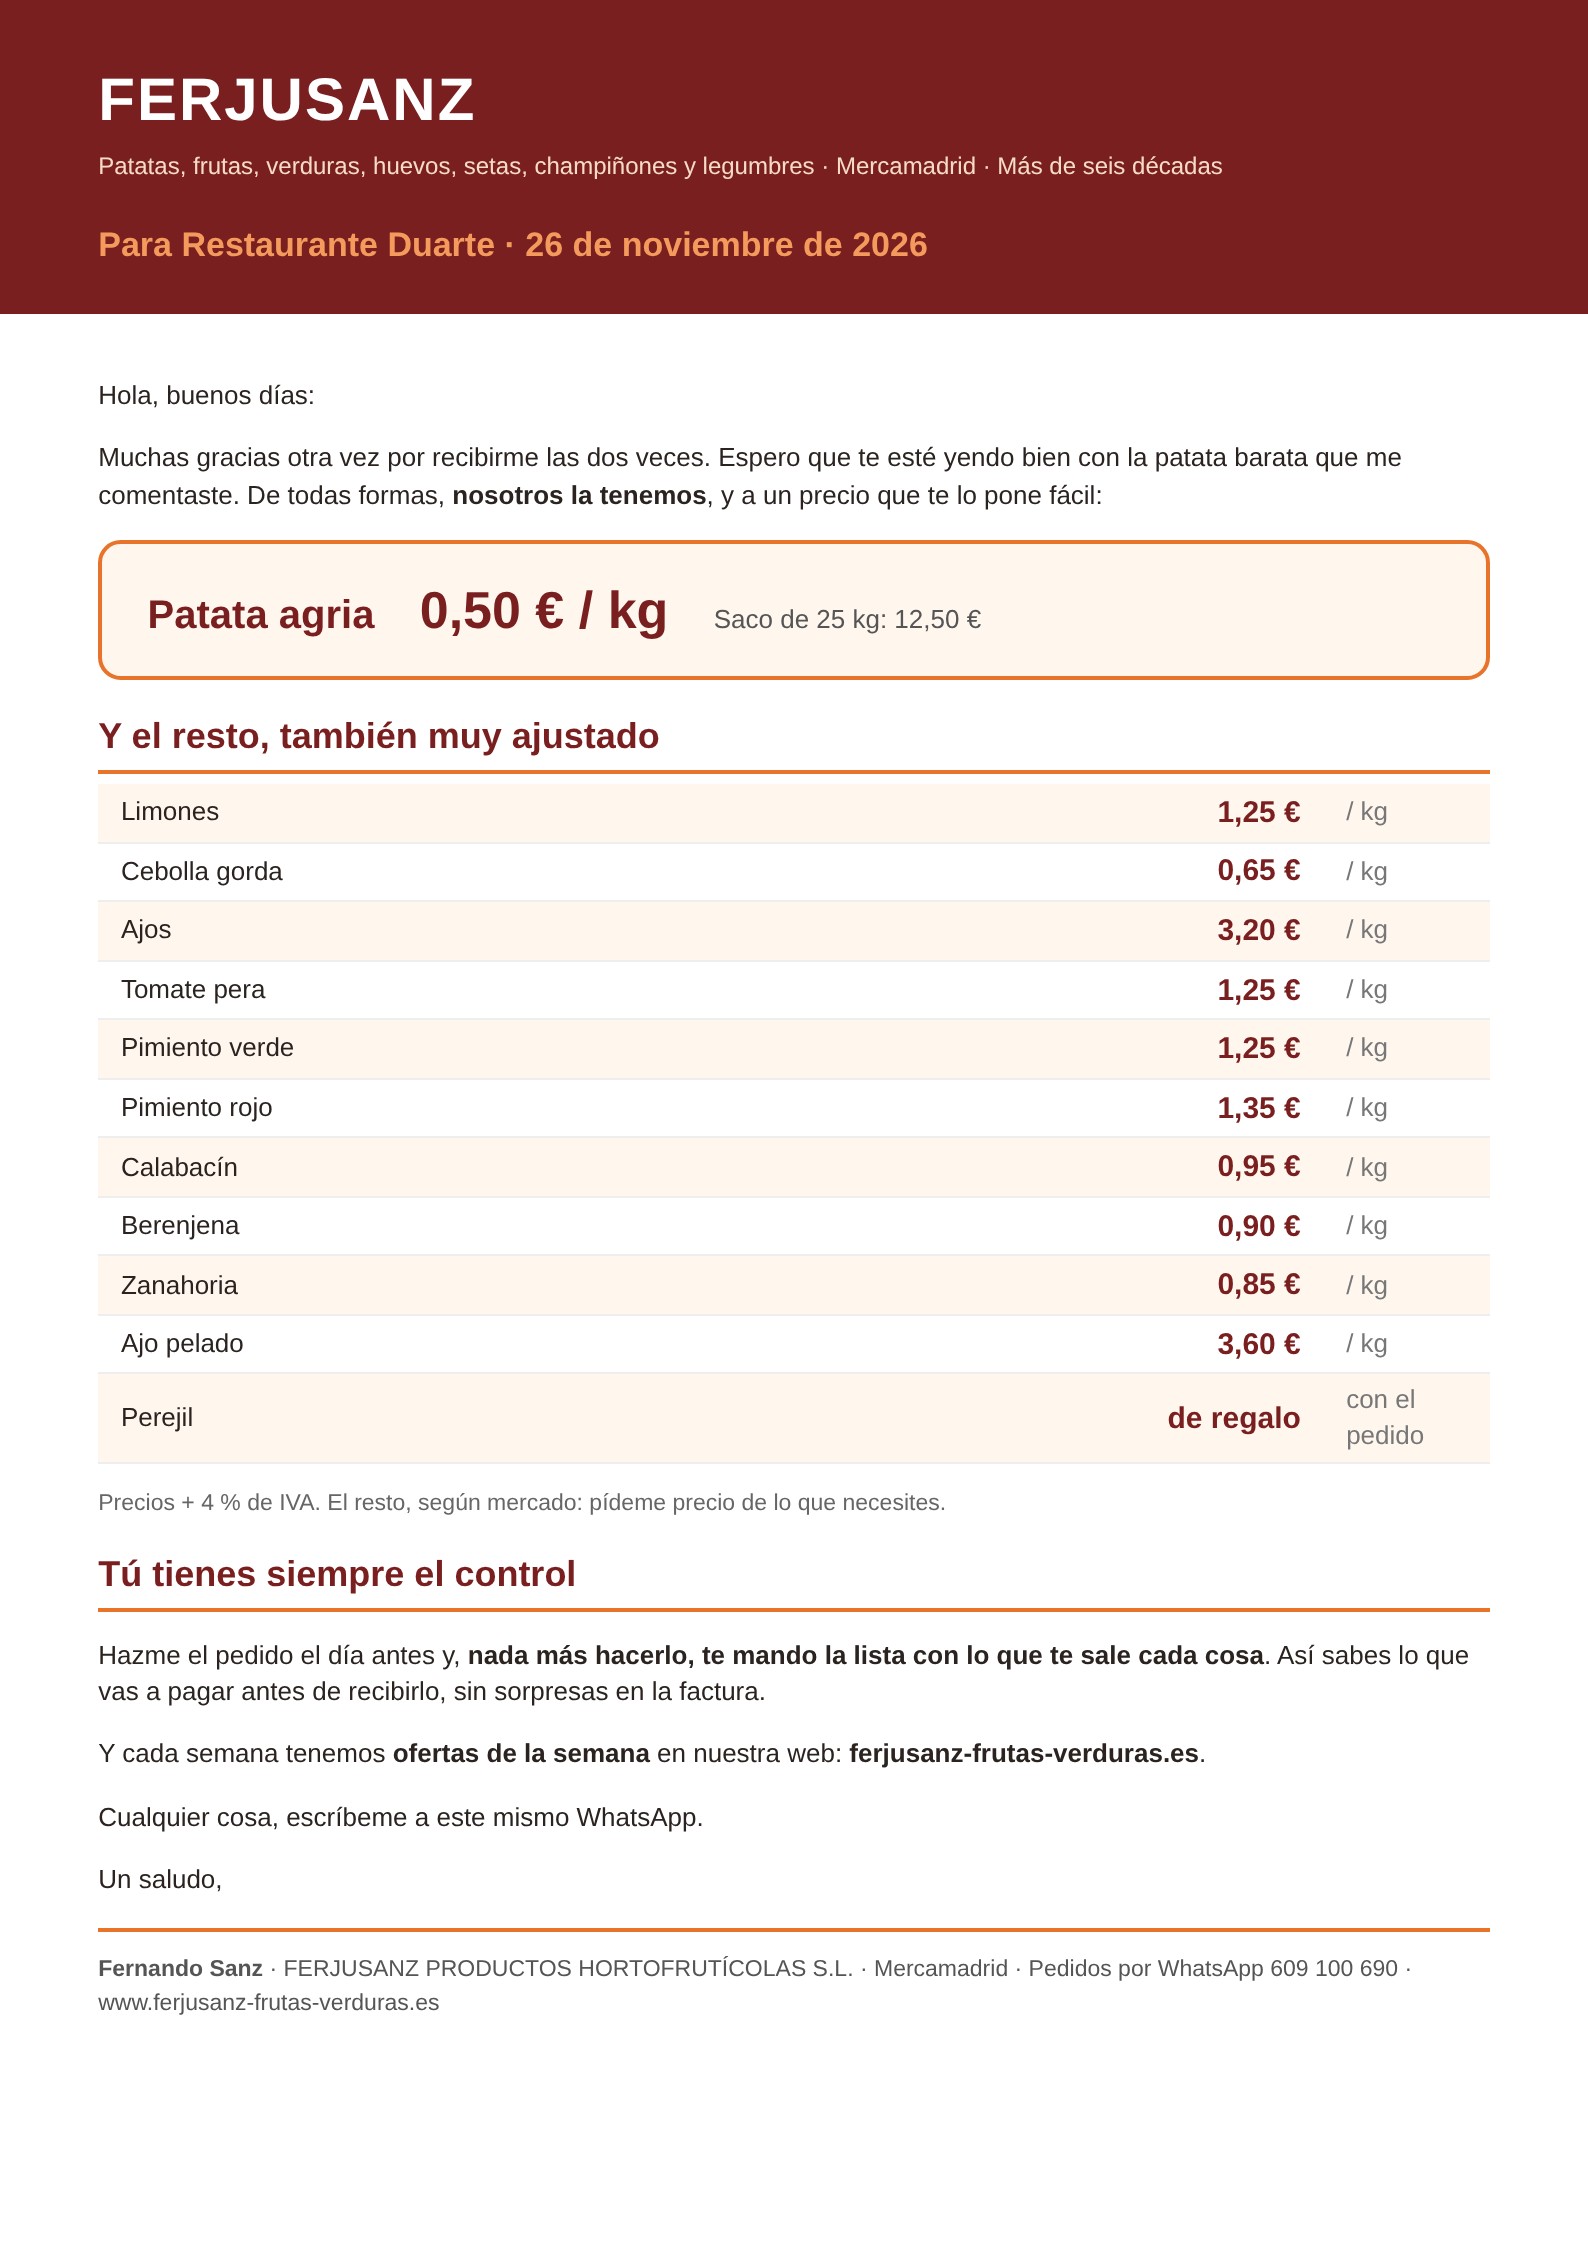 FERJUSANZ
Patatas, frutas, verduras, huevos, setas, champiñones y legumbres · Mercamadrid · Más de seis décadas
Para Restaurante Duarte · 26 de noviembre de 2026
Hola, buenos días:
Muchas gracias otra vez por recibirme las dos veces. Espero que te esté yendo bien con la patata barata que me
comentaste. De todas formas, nosotros la tenemos, y a un precio que te lo pone fácil:
Patata agria 0,50 € / kg Saco de 25 kg: 12,50 €
Y el resto, también muy ajustado
Limones 1,25 € / kg
Cebolla gorda 0,65 € / kg
Ajos 3,20 € / kg
Tomate pera 1,25 € / kg
Pimiento verde 1,25 € / kg
Pimiento rojo 1,35 € / kg
Calabacín 0,95 € / kg
Berenjena 0,90 € / kg
Zanahoria 0,85 € / kg
Ajo pelado 3,60 € / kg
Perejil de regalo con el
pedido
Precios + 4 % de IVA. El resto, según mercado: pídeme precio de lo que necesites.
Tú tienes siempre el control
Hazme el pedido el día antes y, nada más hacerlo, te mando la lista con lo que te sale cada cosa. Así sabes lo que
vas a pagar antes de recibirlo, sin sorpresas en la factura.
Y cada semana tenemos ofertas de la semana en nuestra web: ferjusanz-frutas-verduras.es.
Cualquier cosa, escríbeme a este mismo WhatsApp.
Un saludo,
Fernando Sanz · FERJUSANZ PRODUCTOS HORTOFRUTÍCOLAS S.L. · Mercamadrid · Pedidos por WhatsApp 609 100 690 ·
www.ferjusanz-frutas-verduras.es